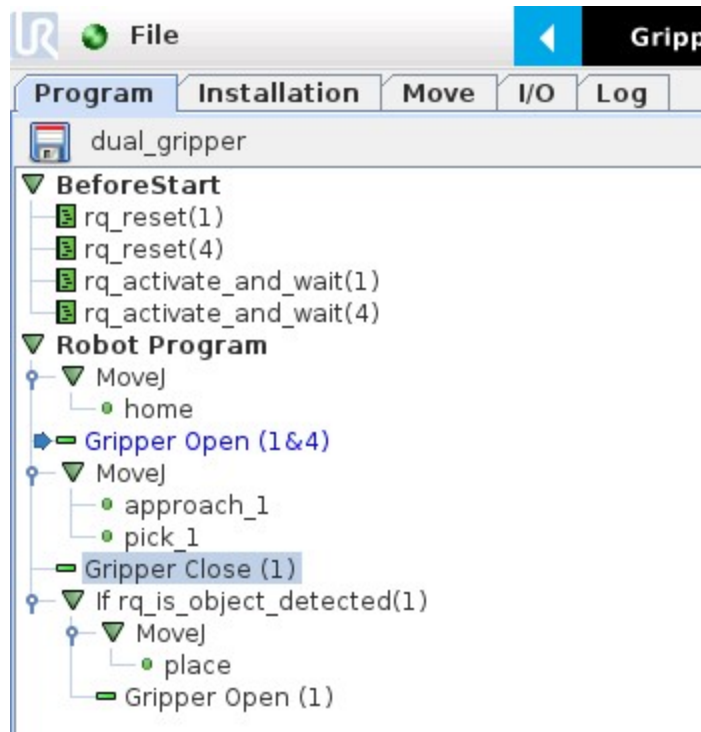 UR
File
Gripp
Program Installation Move I/O Log
dual_gripper
BeforeStart
rq_reset(1)
rq_reset(4)
rq_activate_and_wait(1)
rq_activate_and_wait(4)
Robot Program
MoveJ
home
Gripper Open (1&4)
MoveJ
approach_1
pick_1
Gripper Close (1)
If rq_is_object_detected(1)
MoveJ
place
Gripper Open (1)